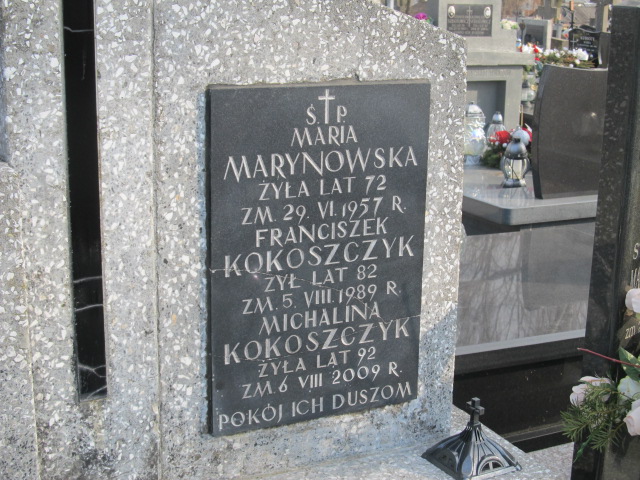 Ś P
MARIA
MARYNOWSKA
ŻYŁA LAT 72
ZM. 29. VI. 1957 R.
FRANCISZEK
KOKOSZCZYK
ŻYŁ LAT 82
ZM. 5. VIII. 1989 R.
MICHALINA
KOKOSZCZYK
ŻYŁA LAT 92
ZM. 6 VIII 2009 R.
POKÓJ ICH DUSZOM